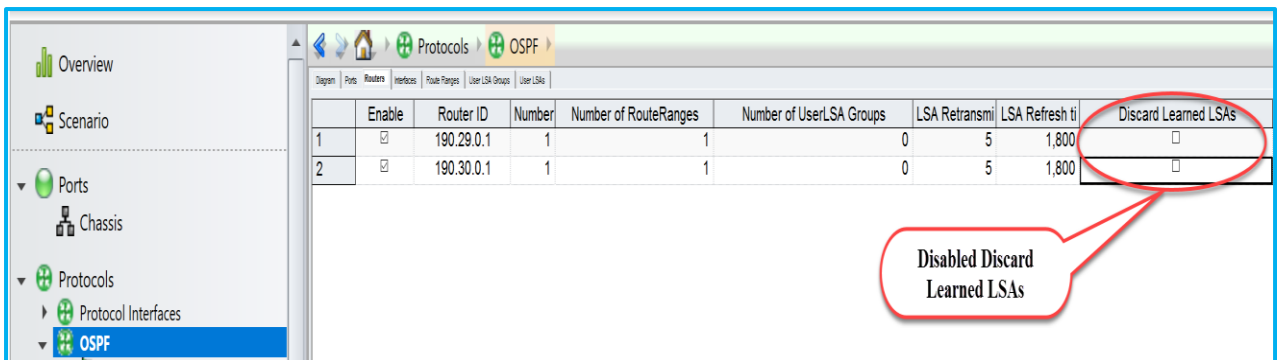 Overview
Scenario
Ports
Chassis
Protocols
Protocol Interfaces
OSPF
Protocols OSPF
Diagram Ports Routers Interfaces Route Ranges User LSA Groups User LSAs
Enable Router ID Number Number of RouteRanges Number of UserLSA Groups LSA Retransmi LSA Refresh ti Discard Learned LSAs
1 190.29.0.1 1 1 0 5 1,800
2 190.30.0.1 1 1 0 5 1,800
Disabled Discard
Learned LSAs